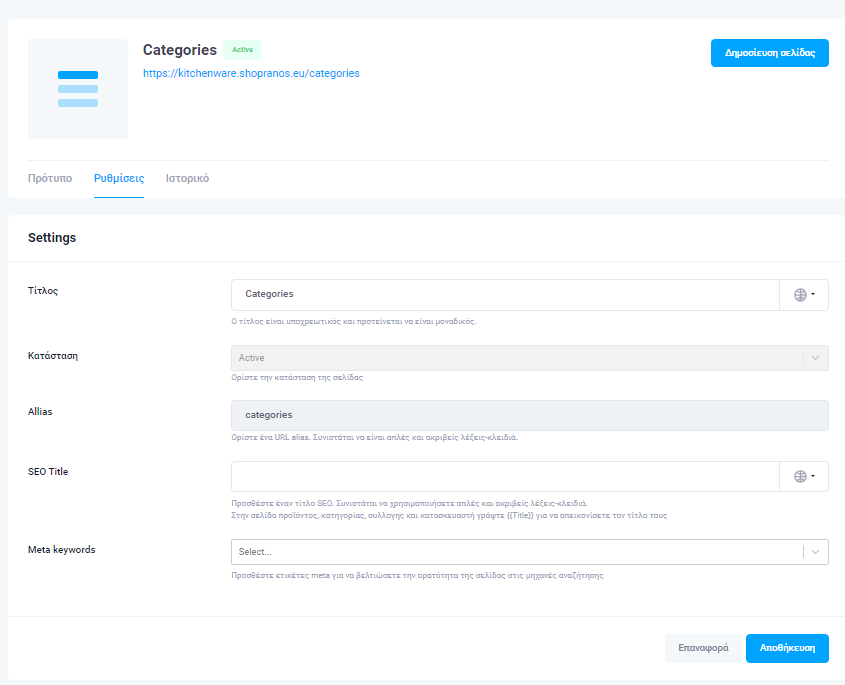 Categories Active
Δημοσίευση σελίδας
https://kitchenware.shopranos.eu/categories
Πρότυπο Ρυθμίσεις Ιστορικό
Settings
Τίτλος
Categories
Ο τίτλος είναι υποχρεωτικός και προτείνεται να είναι μοναδικός.
Κατάσταση
Active
Ορίστε την κατάσταση της σελίδας
Allias
categories
Ορίστε ένα URL alias. Συνιστάται να είναι απλές και ακριβείς λέξεις-κλειδιά.
SEO Title
Προσθέστε έναν τίτλο SEO. Συνιστάται να χρησιμοποιήσετε απλές και ακριβείς λέξεις-κλειδιά.
Στην σελίδα προϊόντος, κατηγορίας, συλλογης και κατασκευαστή γράψτε {{Title}} για να απεικονίσετε τον τίτλο τους
Meta keywords
Select...
Προσθέστε ετικέτες meta για να βελτιώσετε την ορατότητα της σελίδας στις μηχανές αναζήτησης
Επαναφορά Αποθήκευση